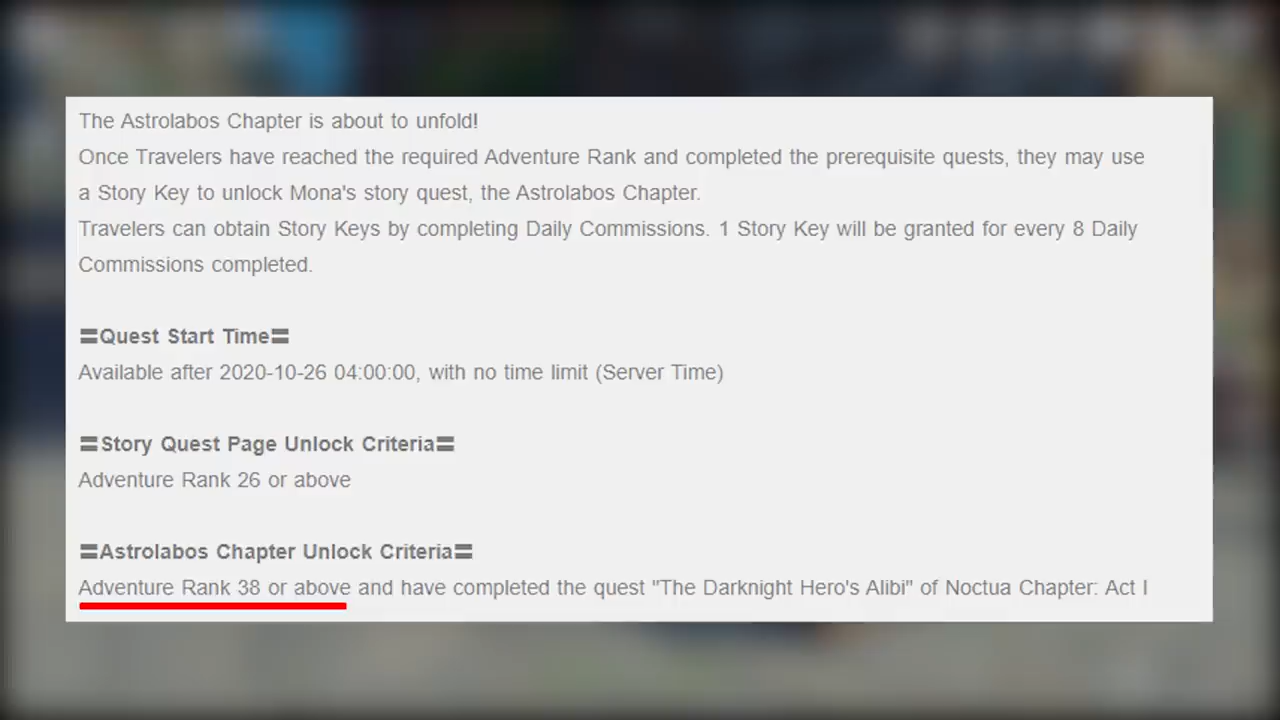 The Astrolabos Chapter is about to unfold!
Once Travelers have reached the required Adventure Rank and completed the prerequisite quests, they may use
a Story Key to unlock Mona's story quest, the Astrolabos Chapter.
Travelers can obtain Story Keys by completing Daily Commissions. 1 Story Key will be granted for every 8 Daily
Commissions completed.
〓Quest Start Time〓
Available after 2020-10-26 04:00:00, with no time limit (Server Time)
〓Story Quest Page Unlock Criteria〓
Adventure Rank 26 or above
〓Astrolabos Chapter Unlock Criteria〓
Adventure Rank 38 or above and have completed the quest "The Darknight Hero's Alibi" of Noctua Chapter: Act I